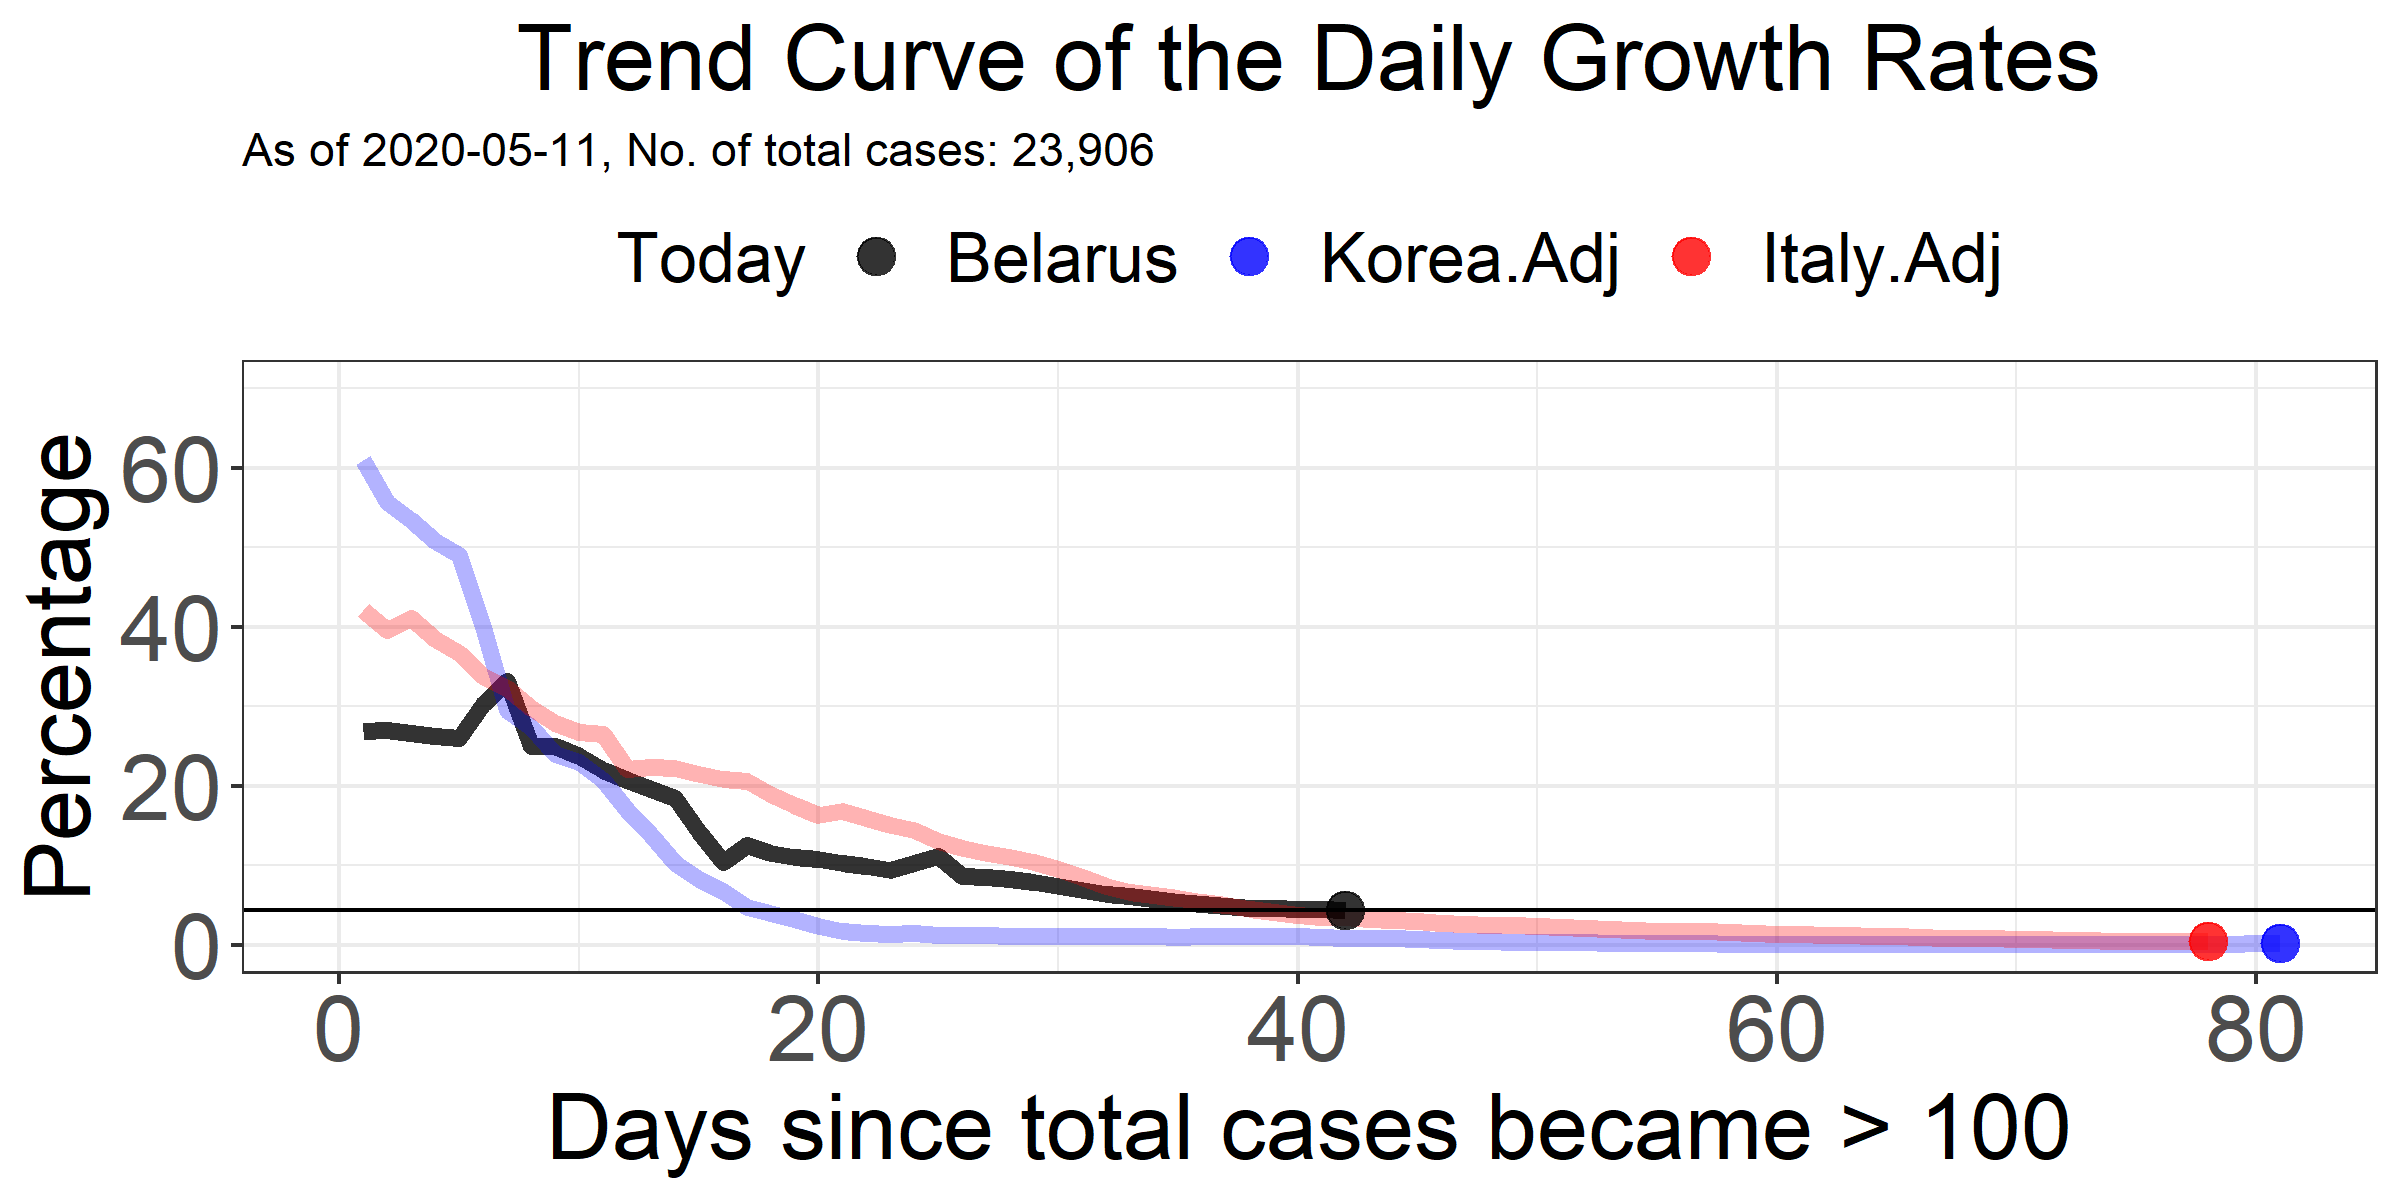 Trend Curve of the Daily Growth Rates
As of 2020-05-11, No. of total cases: 23,906
Today Belarus Korea.Adj Italy.Adj
Percentage
60
40
20
0
0 20 40 60 80
Days since total cases became > 100